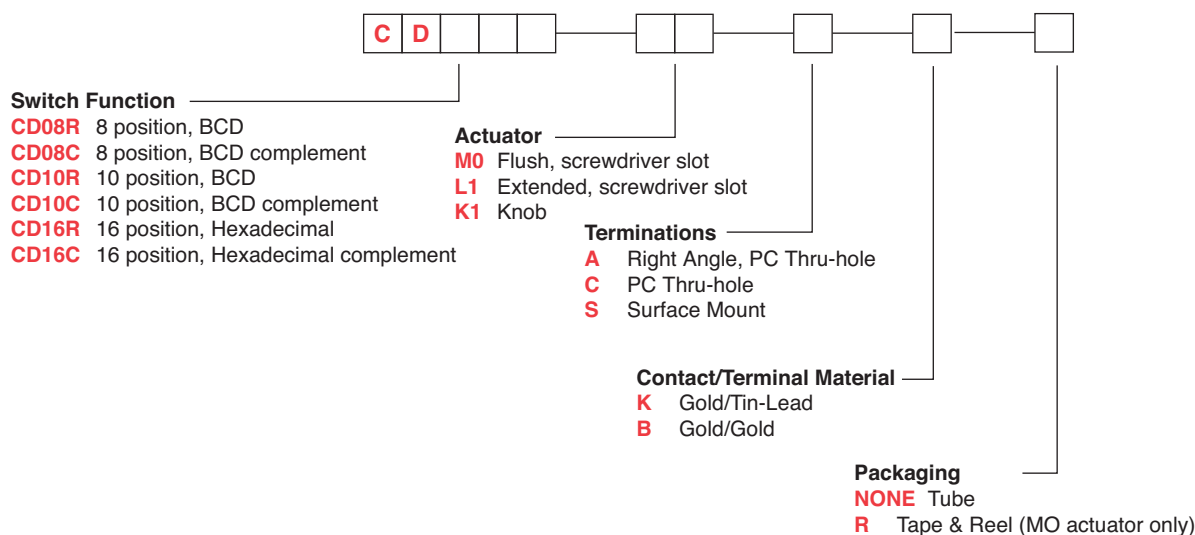 C D
Switch Function
CD08R 8 position, BCD
CD08C 8 position, BCD complement
CD10R 10 position, BCD
CD10C 10 position, BCD complement
CD16R 16 position, Hexadecimal
CD16C 16 position, Hexadecimal complement
Actuator
M0 Flush, screwdriver slot
L1 Extended, screwdriver slot
K1 Knob
Terminations
A Right Angle, PC Thru-hole
C PC Thru-hole
S Surface Mount
Contact/Terminal Material
K Gold/Tin-Lead
B Gold/Gold
Packaging
NONE Tube
R Tape & Reel (MO actuator only)